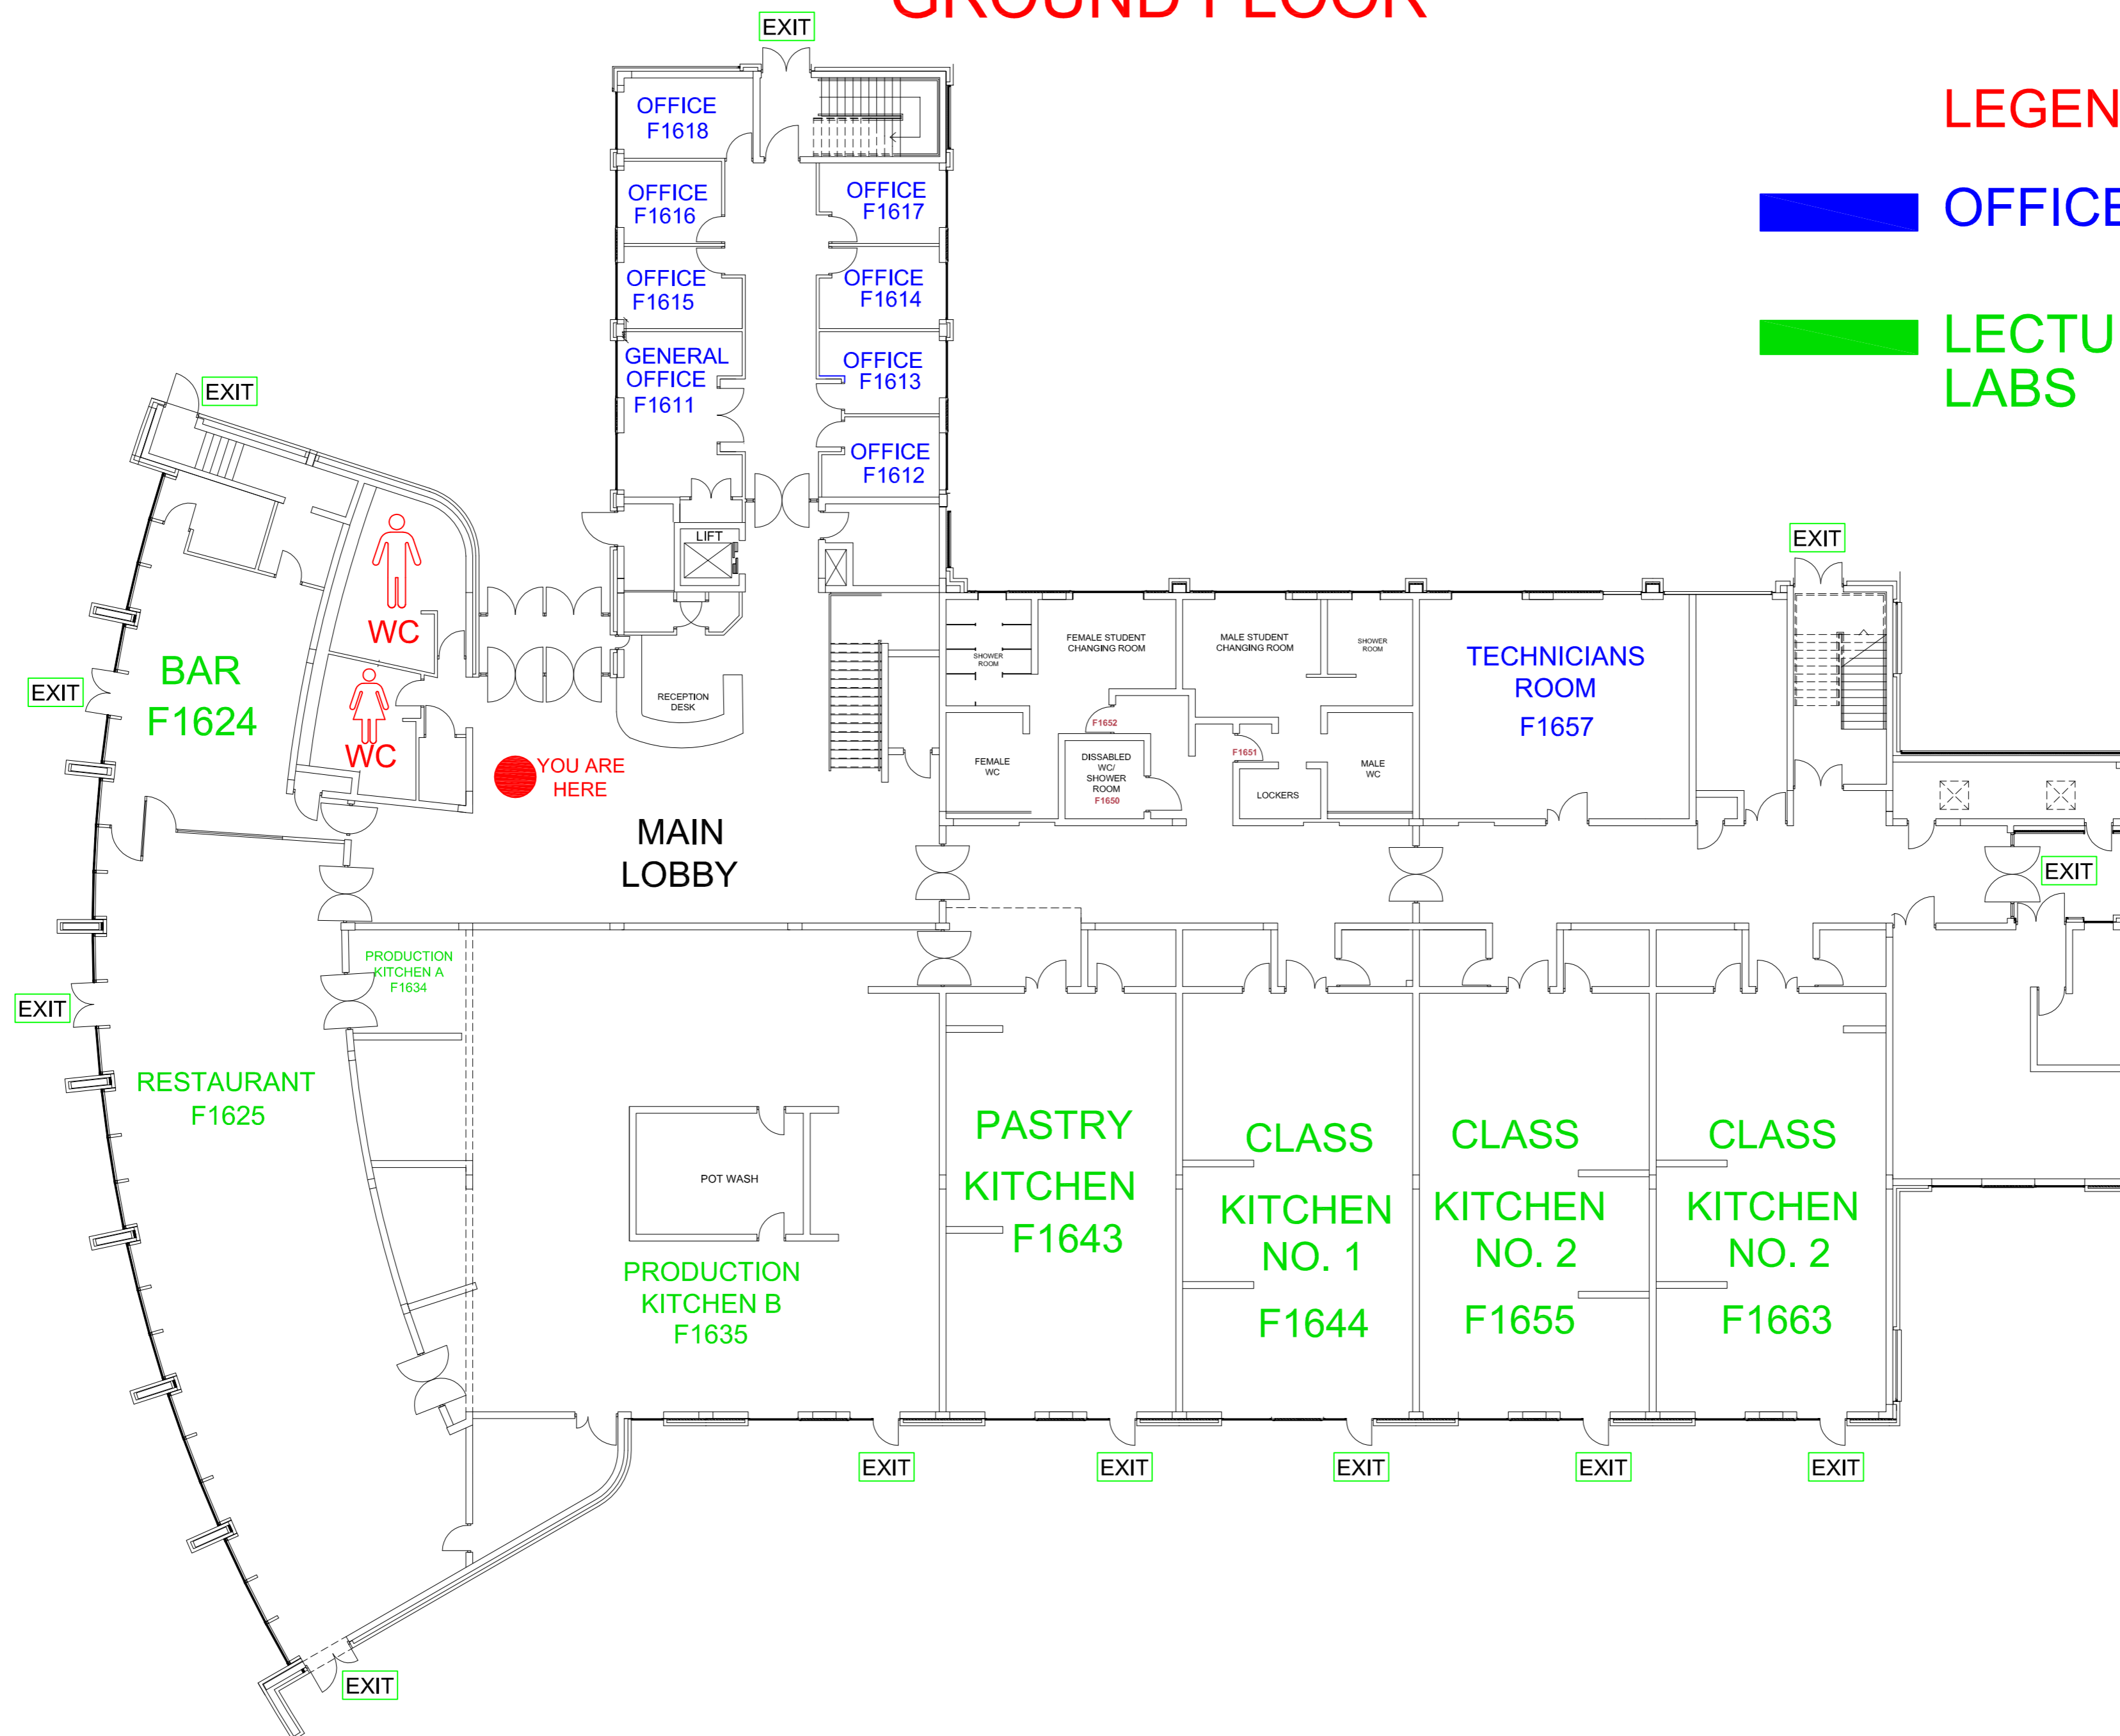 GROUND FLOOR
EXIT
LEGEN
OFFICE
F1618
OFFICE
F1616
OFFICE
F1617
OFFICE
OFFICE
F1615
OFFICE
F1614
LECTU
LABS
GENERAL
OFFICE
F1611
OFFICE
F1613
EXIT
OFFICE
F1612
LIFT
EXIT
WC
BAR
F1624
EXIT
WC
RECEPTION
DESK
YOU ARE
HERE
MAIN
LOBBY
SHOWER
ROOM
FEMALE STUDENT
CHANGING ROOM
MALE STUDENT
CHANGING ROOM
SHOWER
ROOM
TECHNICIANS
ROOM
F1657
F1652
F1651
FEMALE
WC
DISSABLED
WC/
SHOWER
ROOM
F1650
LOCKERS
MALE
WC
EXIT
PRODUCTION
KITCHEN A
F1634
EXIT
RESTAURANT
F1625
POT WASH
PRODUCTION
KITCHEN B
F1635
PASTRY
KITCHEN
F1643
CLASS
KITCHEN
NO. 1
F1644
CLASS
KITCHEN
NO. 2
F1655
CLASS
KITCHEN
NO. 2
F1663
EXIT
EXIT
EXIT
EXIT
EXIT
EXIT